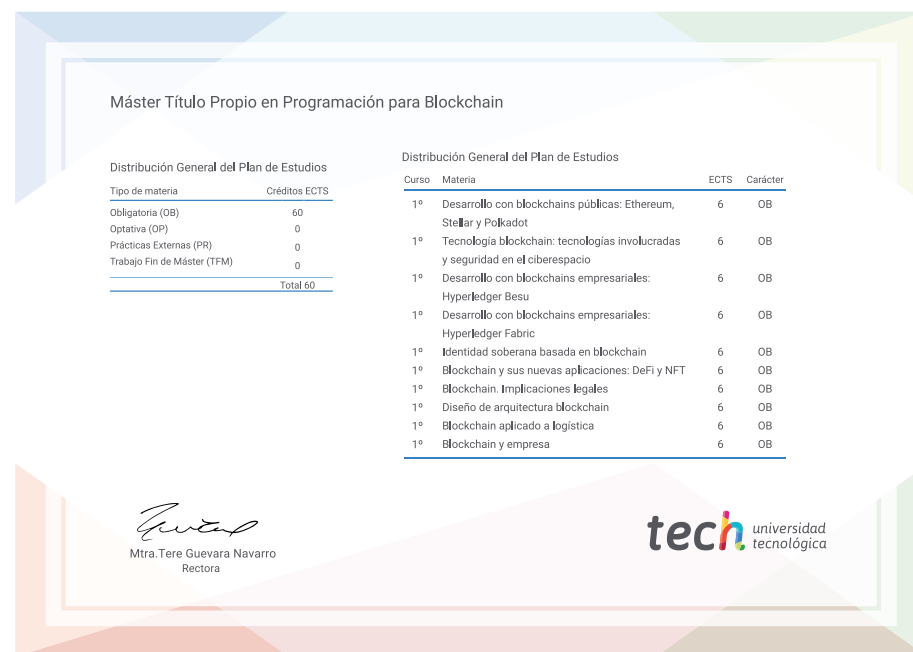 Máster Título Propio en Programación para Blockchain
Distribución General del Plan de Estudios
Tipo de materia Créditos ECTS
Obligatoria (OB) 60
Optativa (OP) 0
Prácticas Externas (PR) 0
Trabajo Fin de Máster (TFM) 0
Total 60
Distribución General del Plan de Estudios
Curso Materia ECTS Carácter
1º Desarrollo con blockchains públicas: Ethereum, 6 OB
Stellar y Polkadot
1º Tecnología blockchain: tecnologías involucradas 6 OB
y seguridad en el ciberespacio
1º Desarrollo con blockchains empresariales: 6 OB
Hyperledger Besu
1º Desarrollo con blockchains empresariales: 6 OB
Hyperledger Fabric
1º Identidad soberana basada en blockchain 6 OB
1º Blockchain y sus nuevas aplicaciones: DeFi y NFT 6 OB
1º Blockchain. Implicaciones legales 6 OB
1º Diseño de arquitectura blockchain 6 OB
1º Blockchain aplicado a logística 6 OB
1º Blockchain y empresa 6 OB
Mtra.Tere Guevara Navarro
Rectora
tech universidad
tecnológica